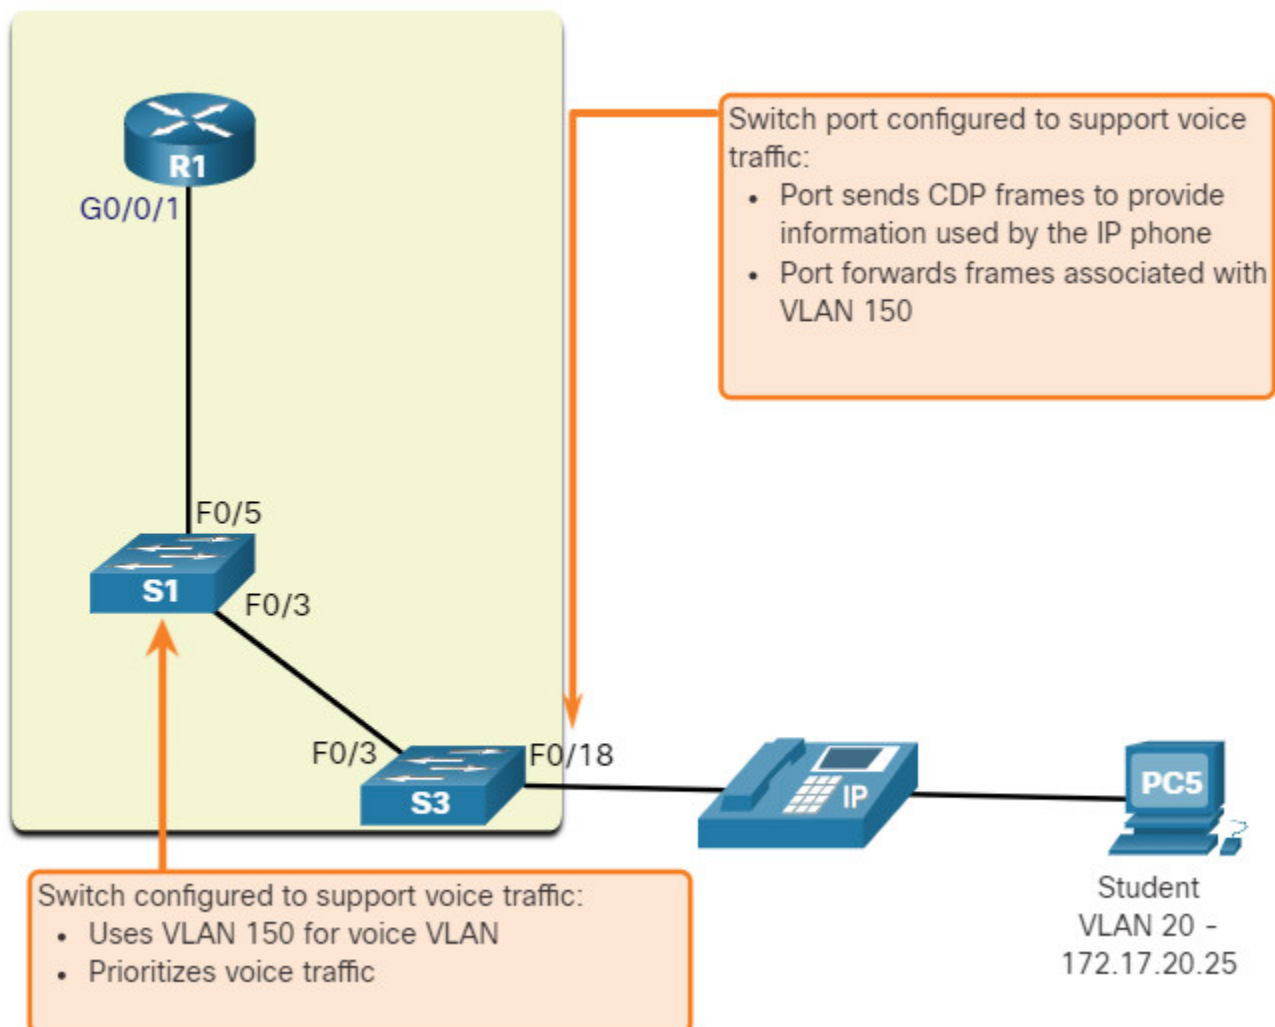 R1
G0/0/1
Switch port configured to support voice
traffic:
• Port sends CDP frames to provide
information used by the IP phone
• Port forwards frames associated with
VLAN 150
F0/5
S1
F0/3
F0/3
F0/18
S3
IP
PC5
Student
VLAN 20 -
172.17.20.25
Switch configured to support voice traffic:
• Uses VLAN 150 for voice VLAN
• Prioritizes voice traffic